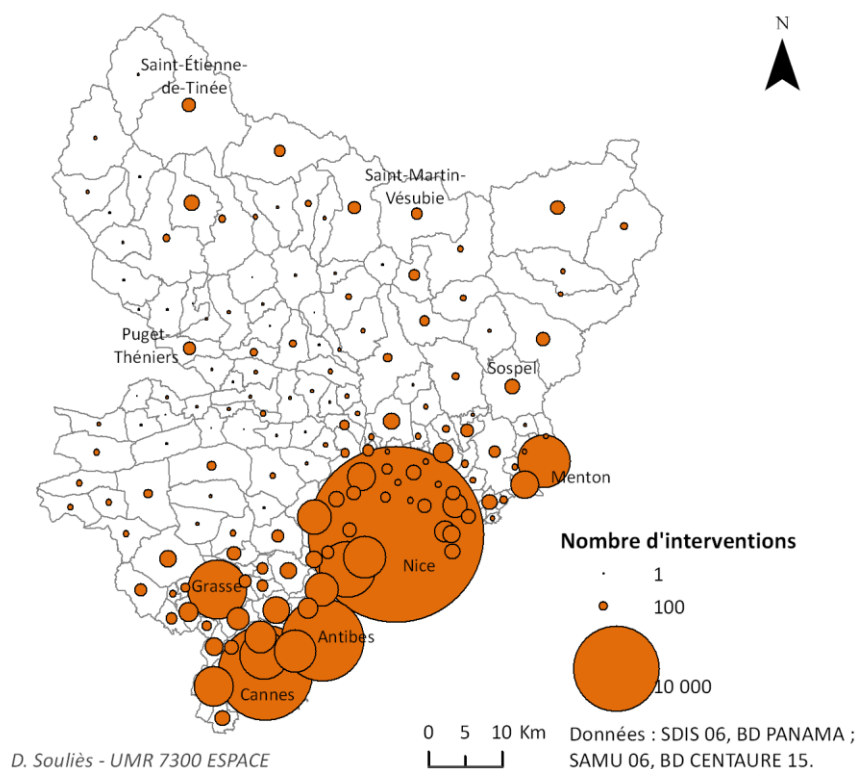 N
Saint-Étienne-
de-Tinée
Saint-Martin-
Vésubie
Puget-
Théniers
Sospel
Menton
Nombre d'interventions
1
100
10 000
Nice
Grasse
Antibes
Cannes
0 5 10 Km
Données : SDIS 06, BD PANAMA ;
SAMU 06, BD CENTAURE 15.
D. Souliès - UMR 7300 ESPACE